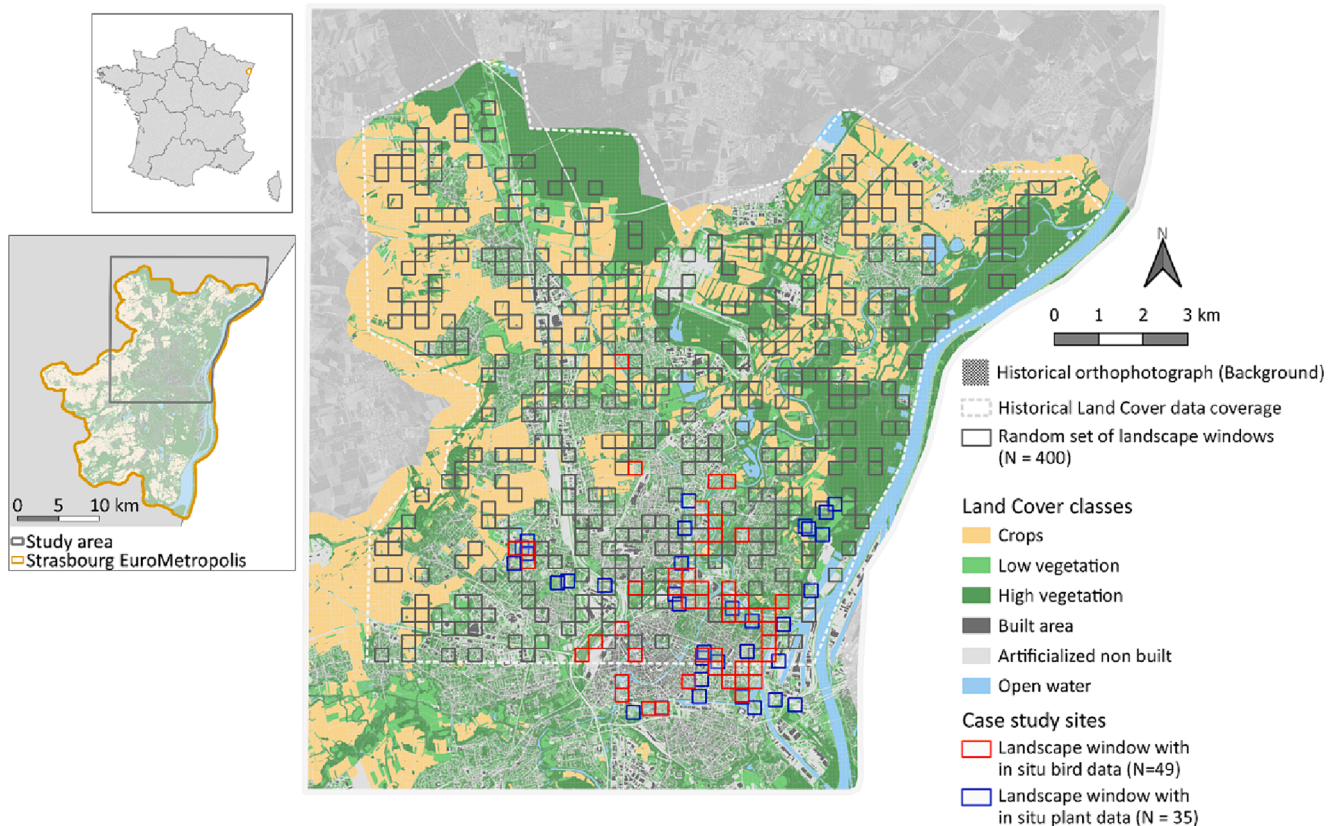 0 5 10 km
Study area
Strasbourg EuroMetropolis
N
0 1 2 3 km
Historical orthophotograph (Background)
Historical Land Cover data coverage
Random set of landscape windows
(N = 400)
Land Cover classes
Crops
Low vegetation
High vegetation
Built area
Artificialized non built
Open water
Case study sites
Landscape window with
in situ bird data (N=49)
Landscape window with
in situ plant data (N = 35)